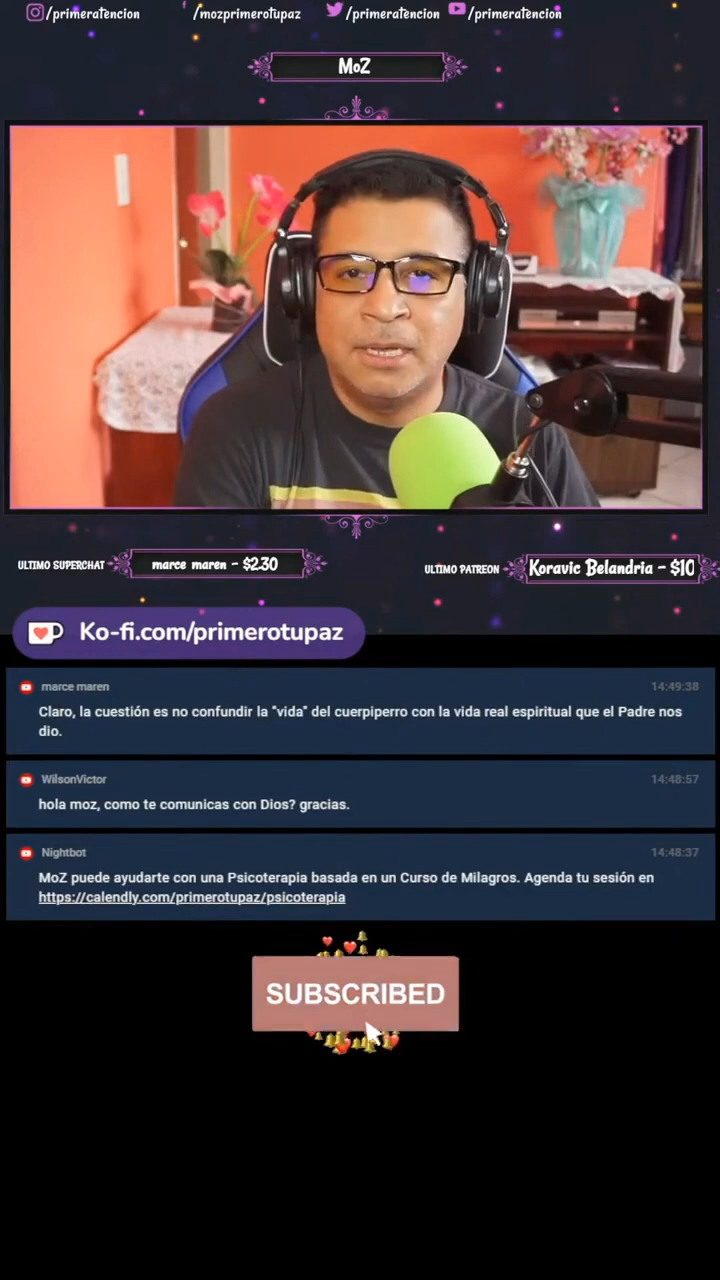 /primeratencion /mozprimerotupaz /primeratencion /primeratencion
MoZ
ULTIMO SUPERCHAT marce maren - $2.30
ULTIMO PATREON Koravic Belandria - $10
Ko-fi.com/primerotupaz
marce maren 14:49:38
Claro, la cuestión es no confundir la "vida" del cuerpiperro con la vida real espiritual que el Padre nos
dio.
WilsonVictor 14:48:57
hola moz, como te comunicas con Dios? gracias.
Nightbot 14:48:37
MoZ puede ayudarte con una Psicoterapia basada en un Curso de Milagros. Agenda tu sesión en
https://calendly.com/primerotupaz/psicoterapia
SUBSCRIBED